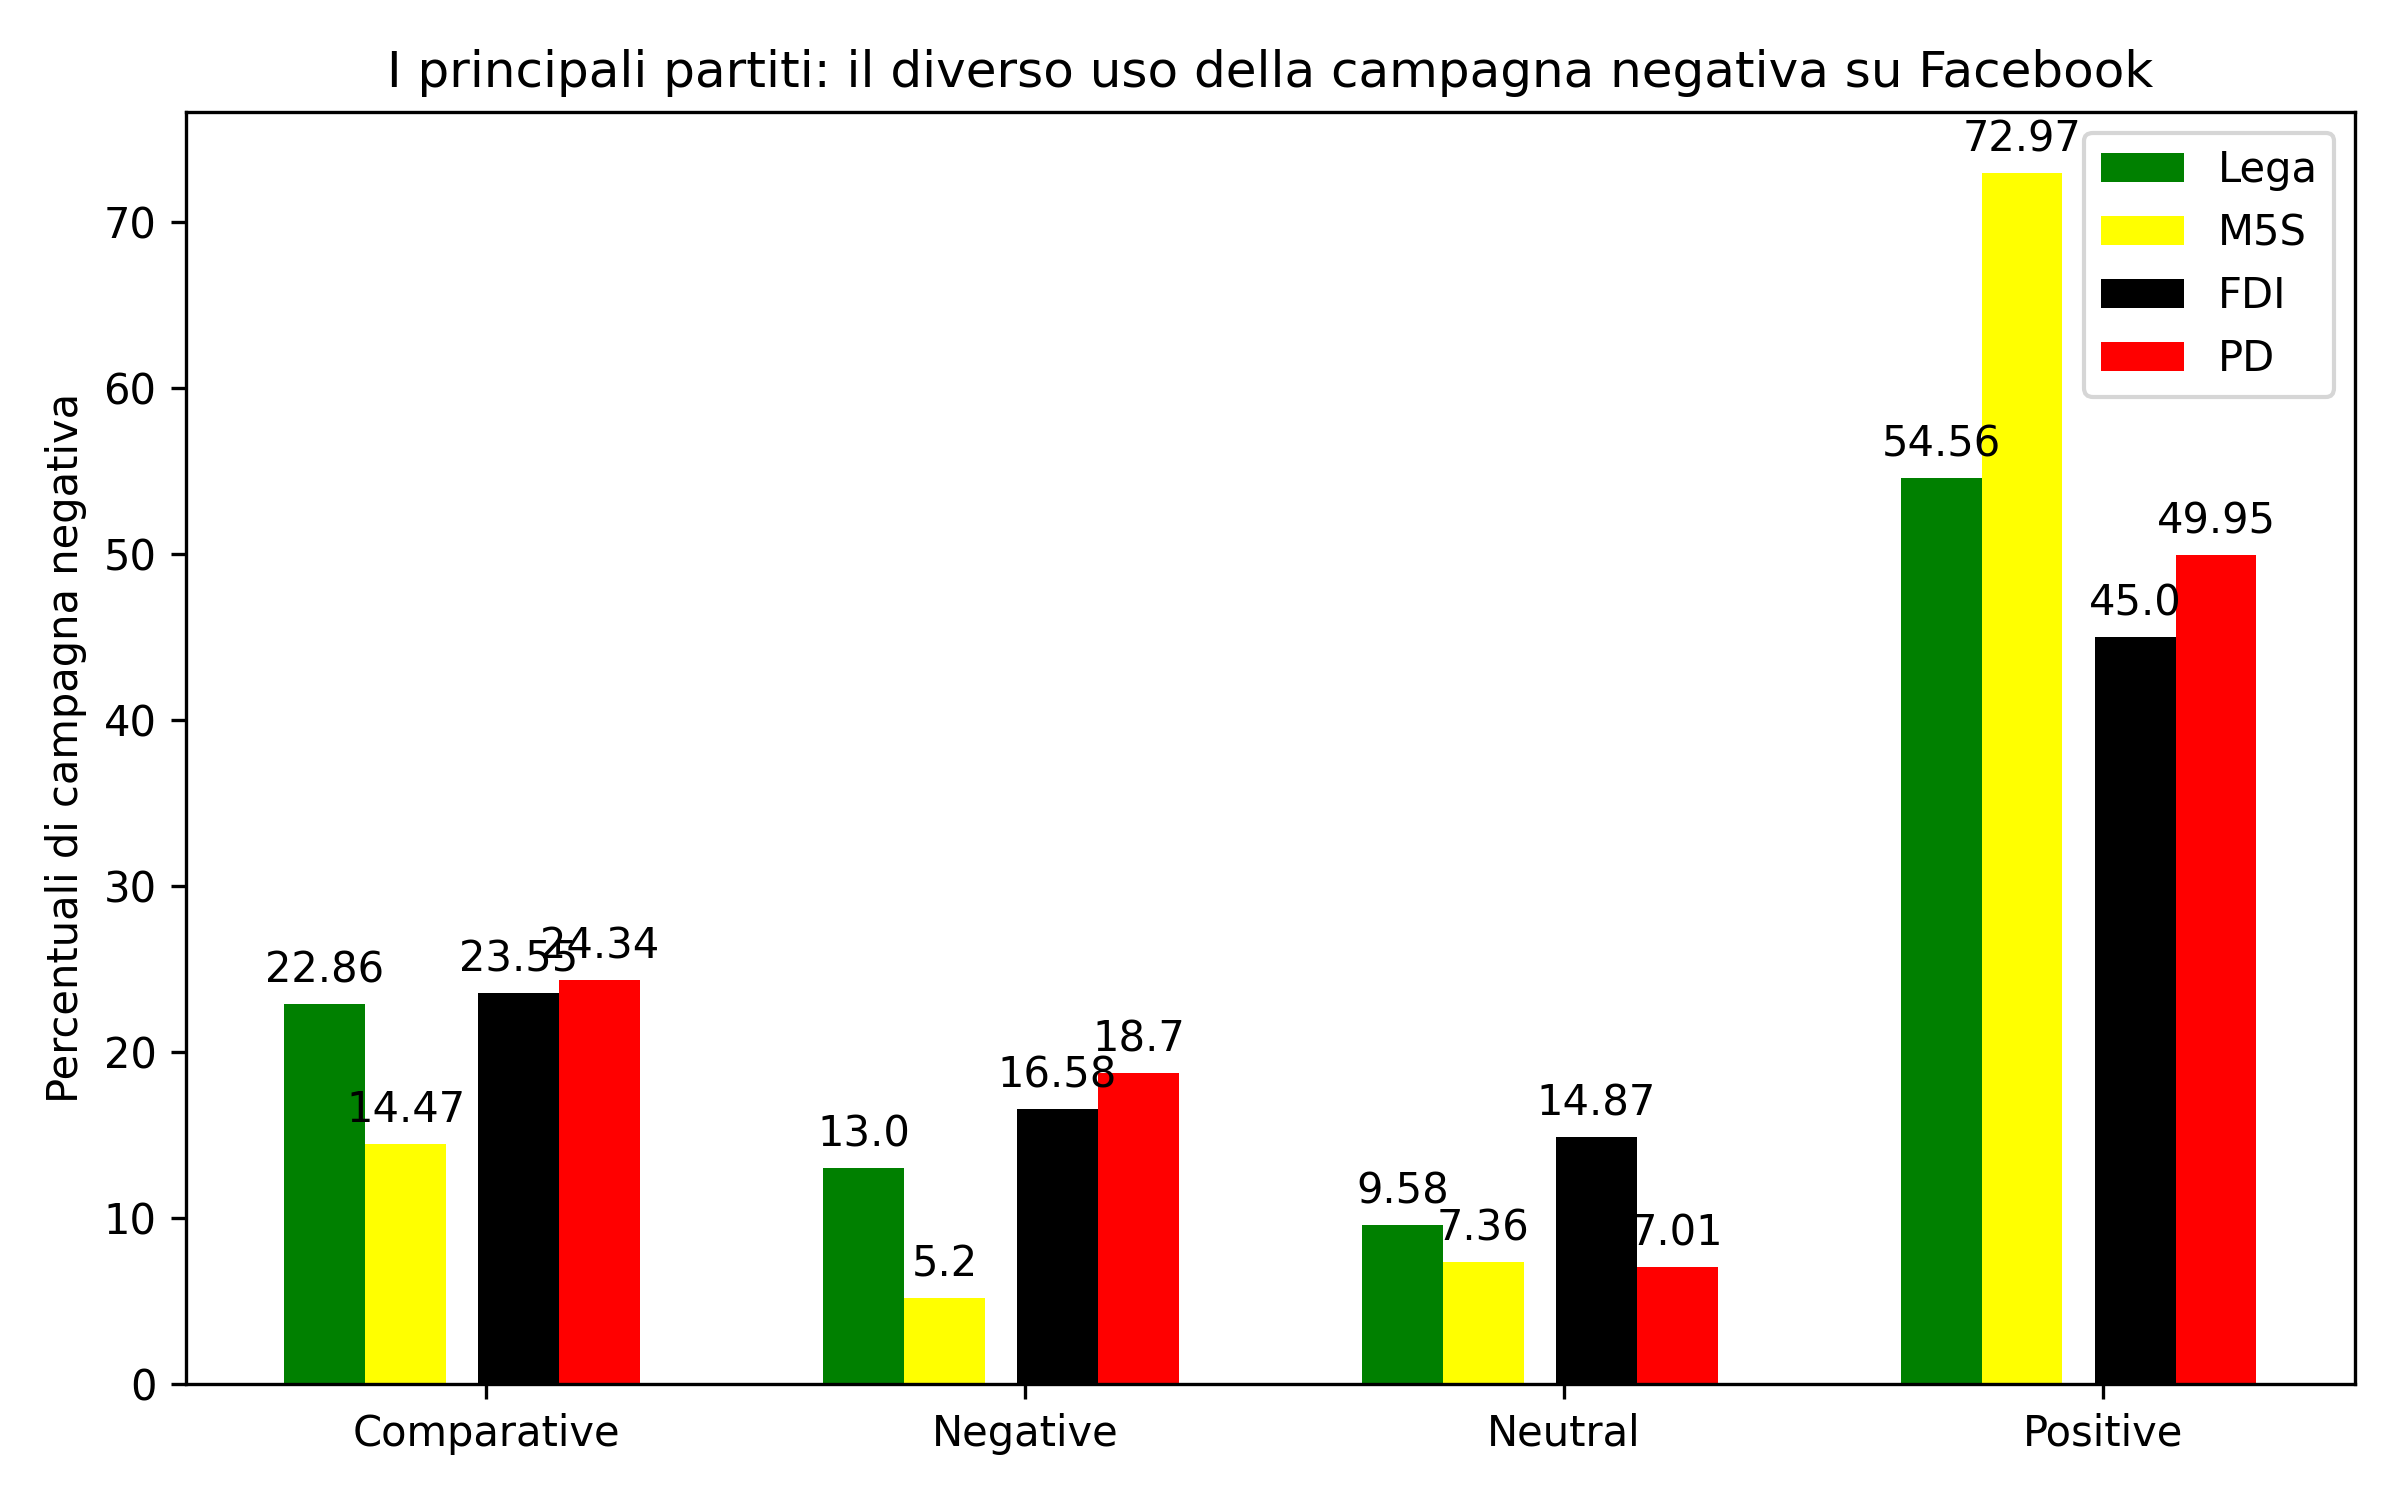 I principali partiti: il diverso uso della campagna negativa su Facebook
Percentuali di campagna negativa
70
60
50
40
30
20
10
0
22.86
14.47
23.55
24.34
13.0
5.2
16.58
18.7
9.58
7.36
14.87
7.01
54.56
72.97
45.0
49.95
Lega
M5S
FDI
PD
Comparative
Negative
Neutral
Positive